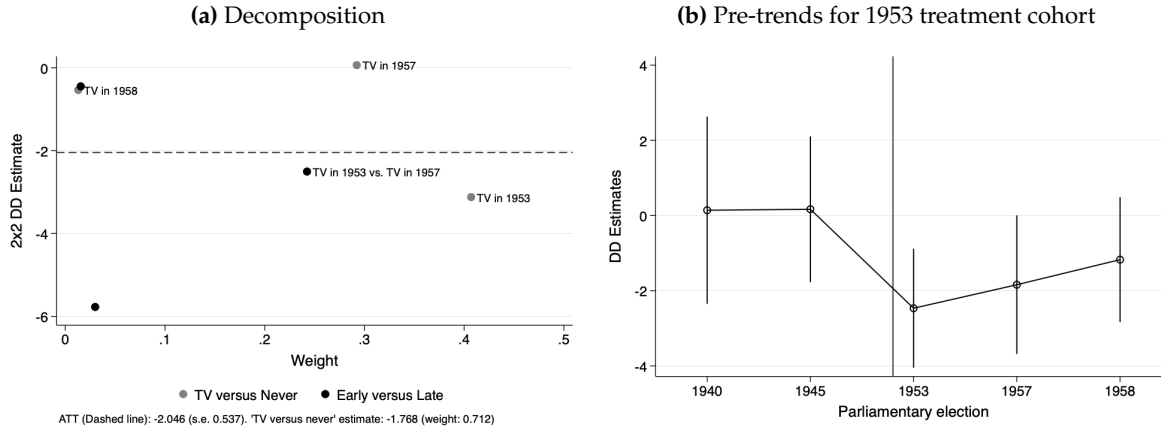 (a) Decomposition
0
-2
-4
-6
2x2 DD Estimate
TV in 1957
TV in 1958
TV in 1953 vs. TV in 1957
TV in 1953
0 .1 .2 .3 .4 .5
Weight
TV versus Never Early versus Late
ATT (Dashed line): -2.046 (s.e. 0.537). 'TV versus never' estimate: -1.768 (weight: 0.712)
(b) Pre-trends for 1953 treatment cohort
4
2
0
-2
-4
DD Estimates
1940 1945 1953 1957 1958
Parliamentary election